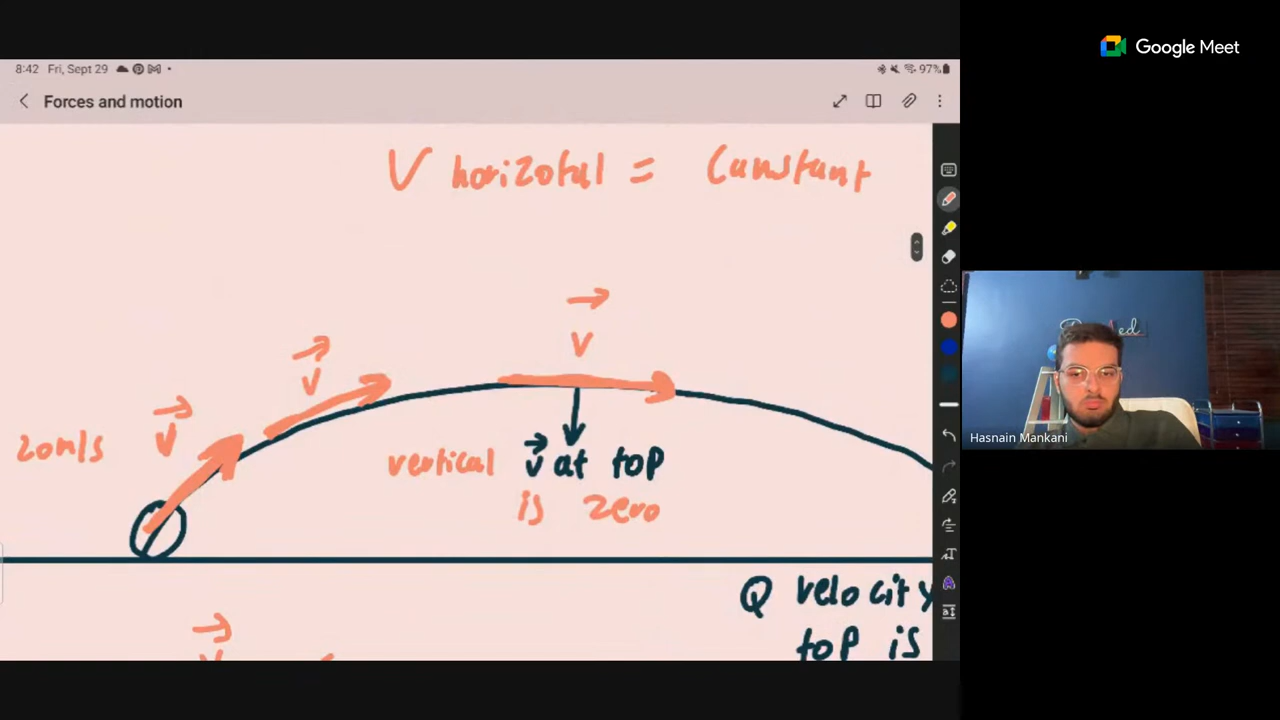 Google Meet
8:42 Fri, Sept 29
97%
Forces and motion
V horizotal = Constant
V
V
V
20m/s
vertical V at top
is zero
Hasnain Mankani
Q velocity
top is
V